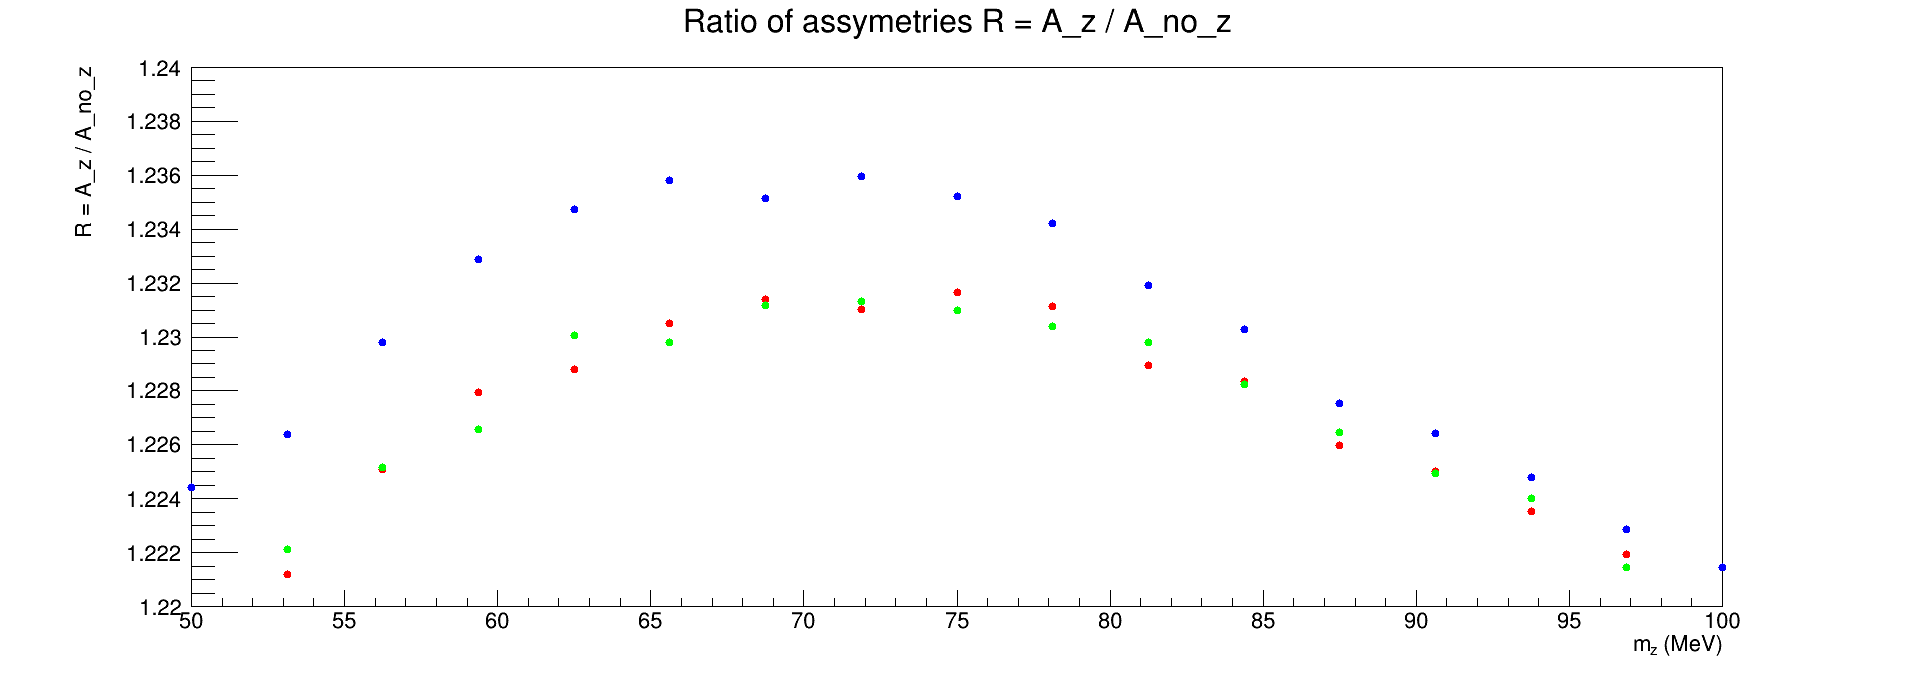 Ratio of assymetries R = A_z / A_no_z
R = A_z / A_no_z
1.24
1.238
1.236
1.234
1.232
1.23
1.228
1.226
1.224
1.222
1.22
50 55 60 65 70 75 80 85 90 95 100
m_z (MeV)